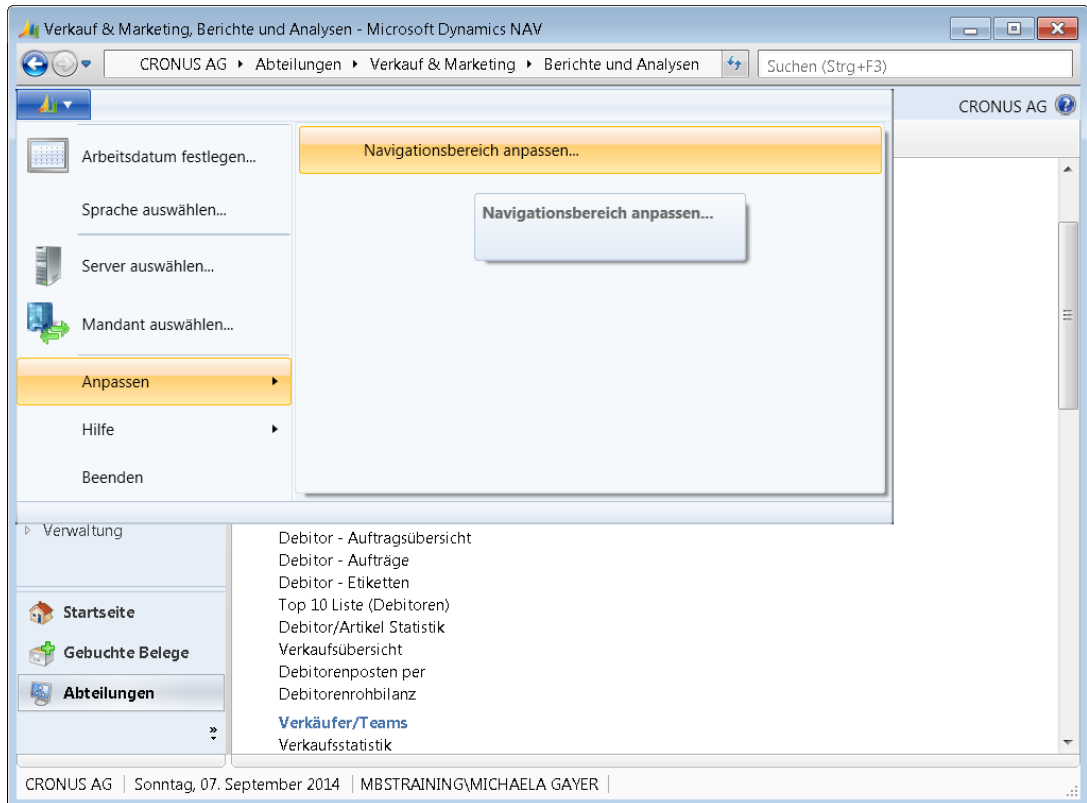 Verkauf & Marketing, Berichte und Analysen - Microsoft Dynamics NAV
CRONUS AG ▸ Abteilungen ▸ Verkauf & Marketing ▸ Berichte und Analysen
Suchen (Strg+F3)
CRONUS AG
Arbeitsdatum festlegen...
Sprache auswählen...
Server auswählen...
Mandant auswählen...
Anpassen
Hilfe
Beenden
Navigationsbereich anpassen...
Navigationsbereich anpassen...
Verwaltung
Startseite
Gebuchte Belege
Abteilungen
Debitor - Auftragsübersicht
Debitor - Aufträge
Debitor - Etiketten
Top 10 Liste (Debitoren)
Debitor/Artikel Statistik
Verkaufsübersicht
Debitorenposten per
Debitorenrohbilanz
Verkäufer/Teams
Verkaufsstatistik
CRONUS AG | Sonntag, 07. September 2014 | MBSTRAINING\MICHAELA GAYER |